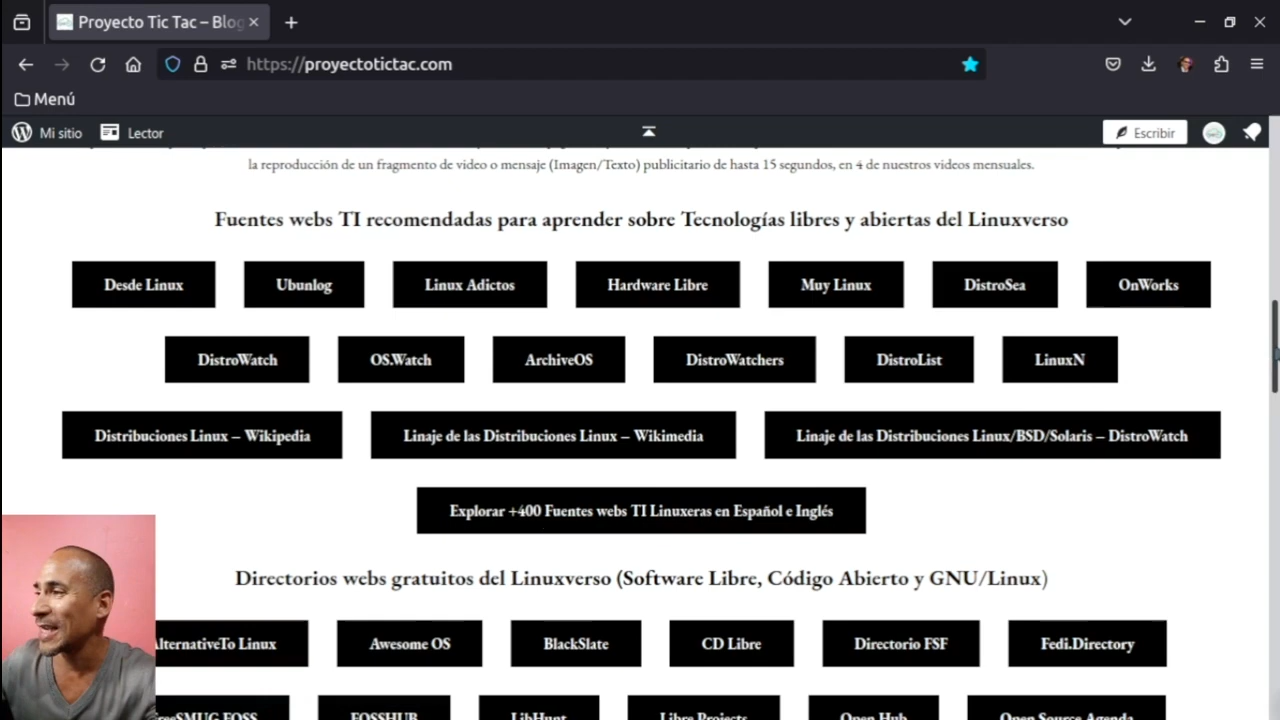 Proyecto Tic Tac – Blog
https://proyectotictac.com
Menú
Mi sitio Lector Escribir
la reproducción de un fragmento de video o mensaje (Imagen/Texto) publicitario de hasta 15 segundos, en 4 de nuestros videos mensuales.
Fuentes webs TI recomendadas para aprender sobre Tecnologías libres y abiertas del Linuxverso
Desde Linux Ubunlog Linux Adictos Hardware Libre Muy Linux DistroSea OnWorks
DistroWatch OS.Watch ArchiveOS DistroWatchers DistroList LinuxN
Distribuciones Linux – Wikipedia Linaje de las Distribuciones Linux – Wikimedia Linaje de las Distribuciones Linux/BSD/Solaris – DistroWatch
Explorar +400 Fuentes webs TI Linuxeras en Español e Inglés
Directorios webs gratuitos del Linuxverso (Software Libre, Código Abierto y GNU/Linux)
AlternativeTo Linux Awesome OS BlackSlate CD Libre Directorio FSF Fedi.Directory
FreeSMUG FOSS FOSSHUB LibHunt Libre Projects Open Hub Open Source Agenda